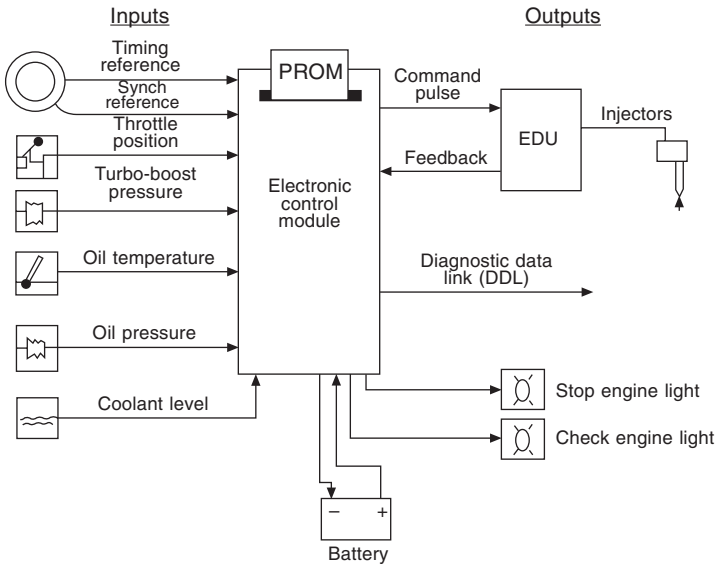 Inputs
Outputs
Timing
reference
Synch
reference
Throttle
position
Turbo-boost
pressure
Oil temperature
Oil pressure
Coolant level
PROM
Electronic
control
module
Command
pulse
Feedback
EDU
Injectors
Diagnostic data
link (DDL)
Stop engine light
Check engine light
− +
Battery